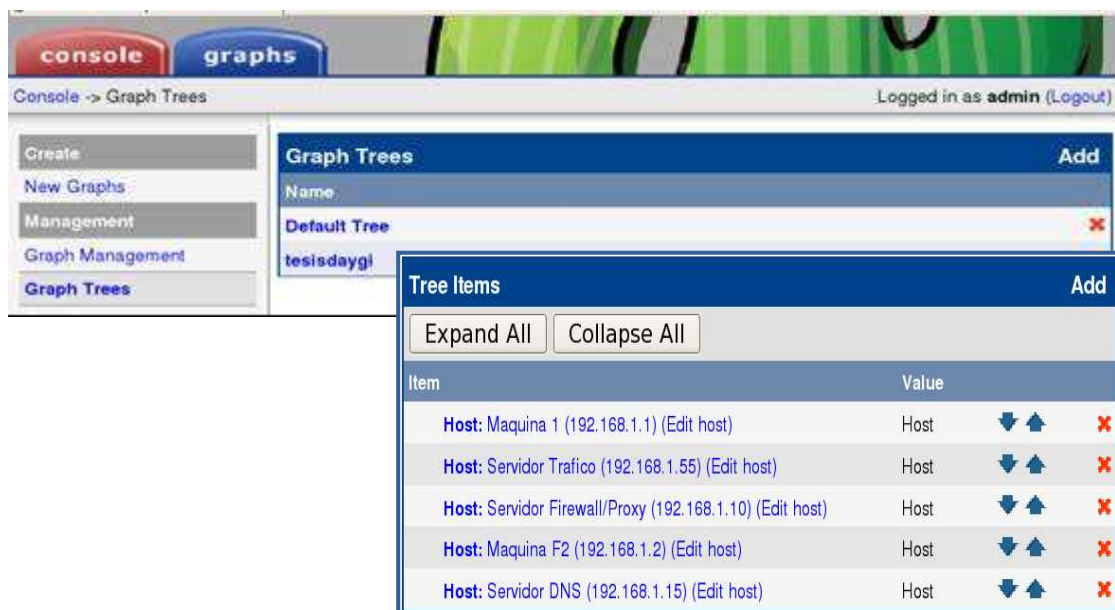 console graphs
Console -> Graph Trees Logged in as admin (Logout)
Create
New Graphs
Management
Graph Management
Graph Trees
Graph Trees Add
Name
Default Tree
tesisdaygi
Tree Items Add
Expand All Collapse All
Item Value
Host: Maquina 1 (192.168.1.1) (Edit host) Host
Host: Servidor Trafico (192.168.1.55) (Edit host) Host
Host: Servidor Firewall/Proxy (192.168.1.10) (Edit host) Host
Host: Maquina F2 (192.168.1.2) (Edit host) Host
Host: Servidor DNS (192.168.1.15) (Edit host) Host